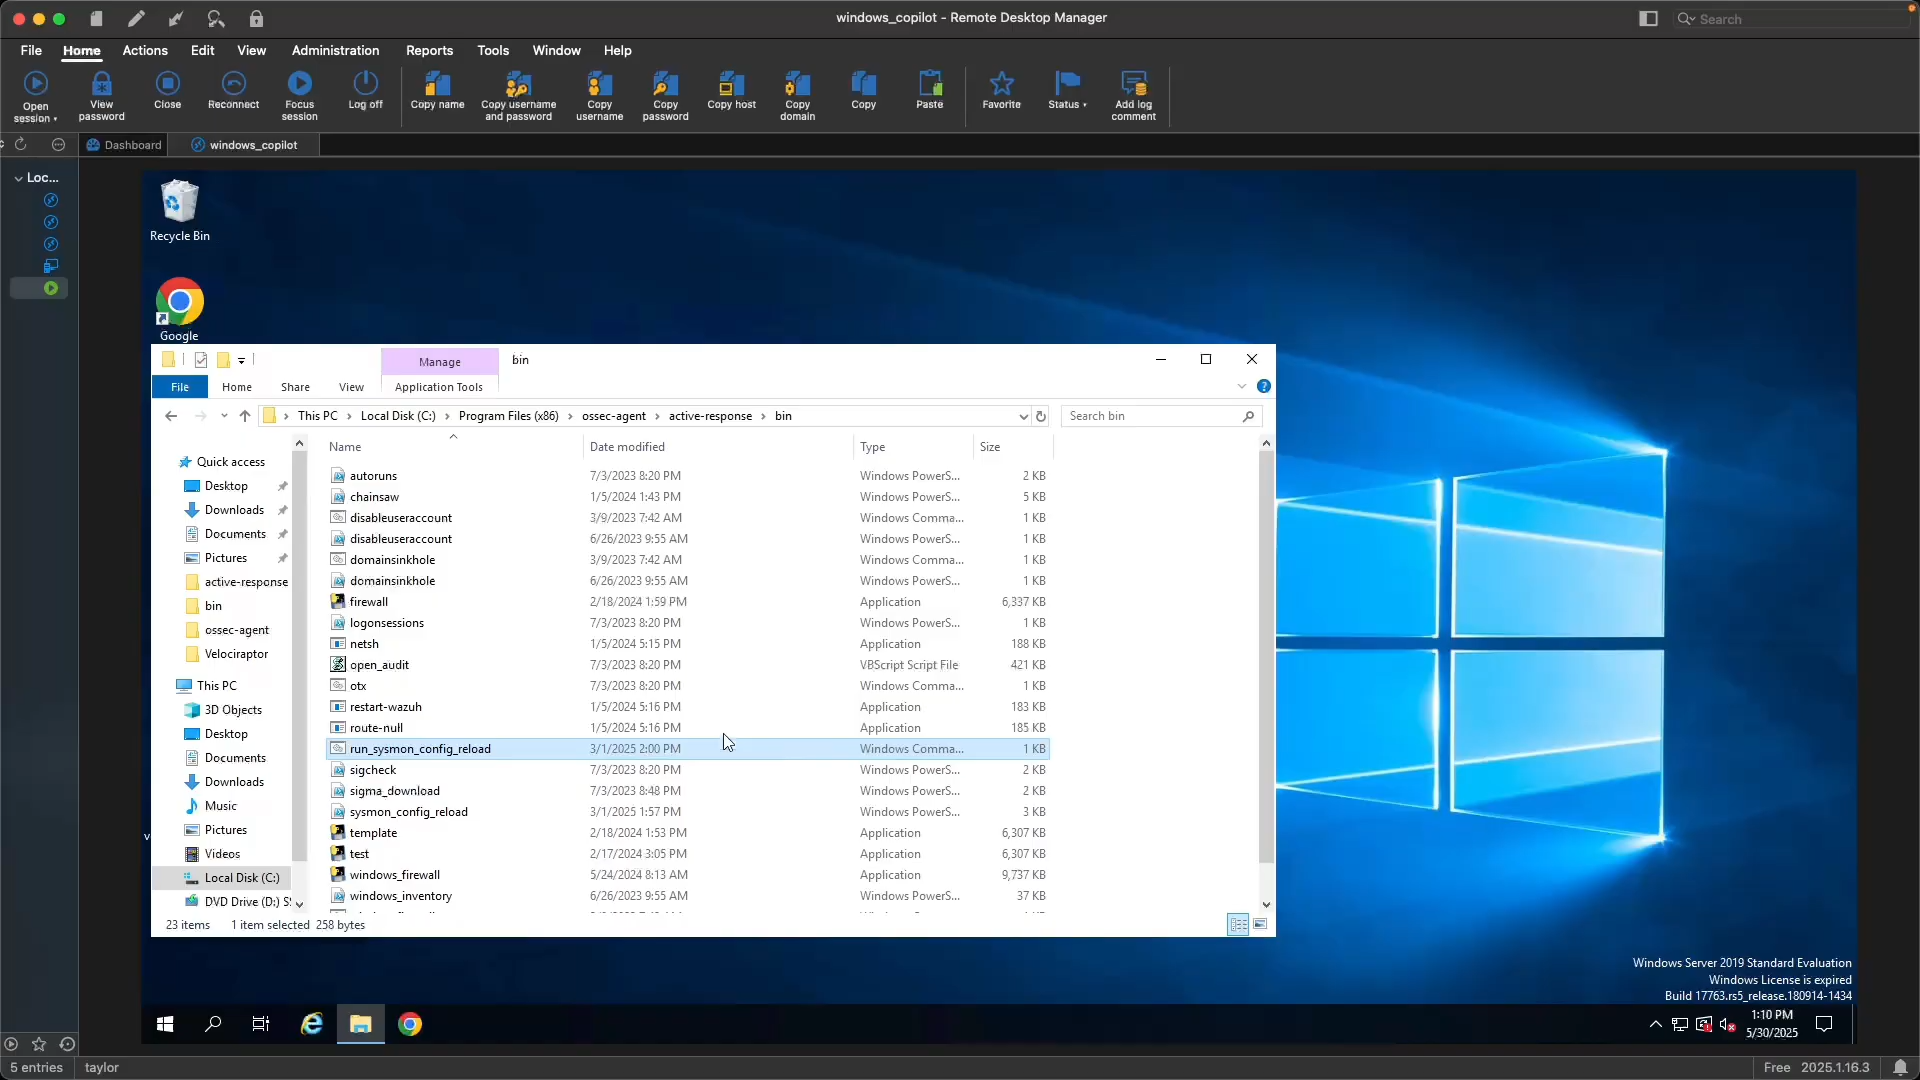 windows_copilot - Remote Desktop Manager
Search
File Home Actions Edit View Administration Reports Tools Window Help
Open session
View password
Close
Reconnect
Focus session
Log off
Copy name
Copy username and password
Copy username
Copy password
Copy host
Copy domain
Copy
Paste
Favorite
Status
Add log comment
Dashboard
windows_copilot
Loc...
Recycle Bin
Google
Manage
bin
File Home Share View Application Tools
This PC > Local Disk (C:) > Program Files (x86) > ossec-agent > active-response > bin
Search bin
Quick access
Desktop
Downloads
Documents
Pictures
active-response
bin
ossec-agent
Velociraptor
This PC
3D Objects
Desktop
Documents
Downloads
Music
Pictures
Videos
Local Disk (C:)
DVD Drive (D:)
Name Date modified Type Size
autoruns 7/3/2023 8:20 PM Windows PowerS... 2 KB
chainsaw 1/5/2024 1:43 PM Windows PowerS... 5 KB
disableuseraccount 3/9/2023 7:42 AM Windows Comma... 1 KB
disableuseraccount 6/26/2023 9:55 AM Windows PowerS... 1 KB
domainsinkhole 3/9/2023 7:42 AM Windows Comma... 1 KB
domainsinkhole 6/26/2023 9:55 AM Windows PowerS... 1 KB
firewall 2/18/2024 1:59 PM Application 6,337 KB
logonsessions 7/3/2023 8:20 PM Windows PowerS... 1 KB
netsh 1/5/2024 5:15 PM Application 188 KB
open_audit 7/3/2023 8:20 PM VBScript Script File 421 KB
otx 7/3/2023 8:20 PM Windows Comma... 1 KB
restart-wazuh 1/5/2024 5:16 PM Application 183 KB
route-null 1/5/2024 5:16 PM Application 185 KB
run_sysmon_config_reload 3/1/2025 2:00 PM Windows Comma... 1 KB
sigcheck 7/3/2023 8:20 PM Windows PowerS... 2 KB
sigma_download 7/3/2023 8:48 PM Windows PowerS... 2 KB
sysmon_config_reload 3/1/2025 1:57 PM Windows PowerS... 3 KB
template 2/18/2024 1:53 PM Application 6,307 KB
test 2/17/2024 3:05 PM Application 6,307 KB
windows_firewall 5/24/2024 8:13 AM Application 9,737 KB
windows_inventory 6/26/2023 9:55 AM Windows PowerS... 37 KB
23 items 1 item selected 258 bytes
Windows Server 2019 Standard Evaluation
Windows License is expired
Build 17763.rs5_release.180914-1434
1:10 PM
5/30/2025
5 entries
taylor
Free 2025.1.16.3